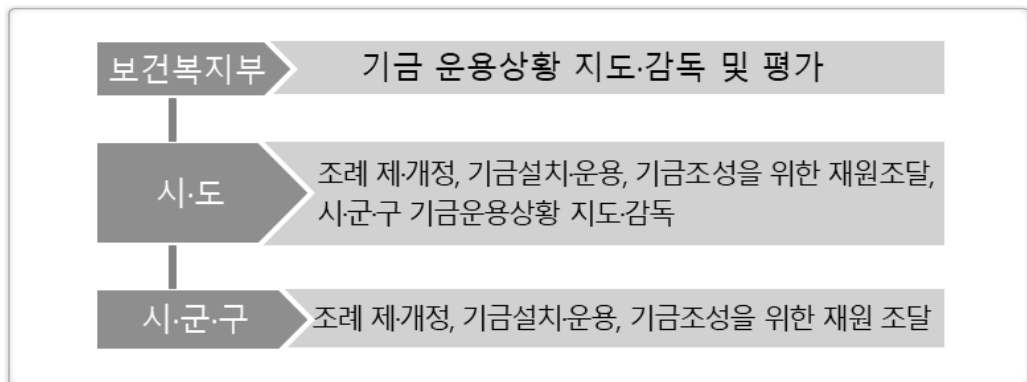 보건복지부
기금 운용상황 지도·감독 및 평가
시·도
조례 제·개정, 기금설치·운용, 기금조성을 위한 재원조달,
시·군·구 기금운용상황 지도·감독
시·군·구
조례 제·개정, 기금설치·운용, 기금조성을 위한 재원 조달